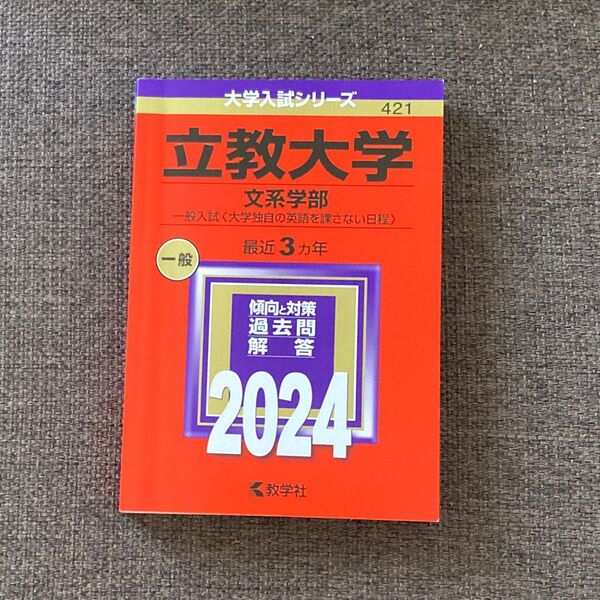 大学入試シリーズ
421
立教大学
文系学部
一般入試〈大学独自の英語を課さない日程〉
最近3カ年
一般
傾向と対策
過去問
解答
2024
教学社